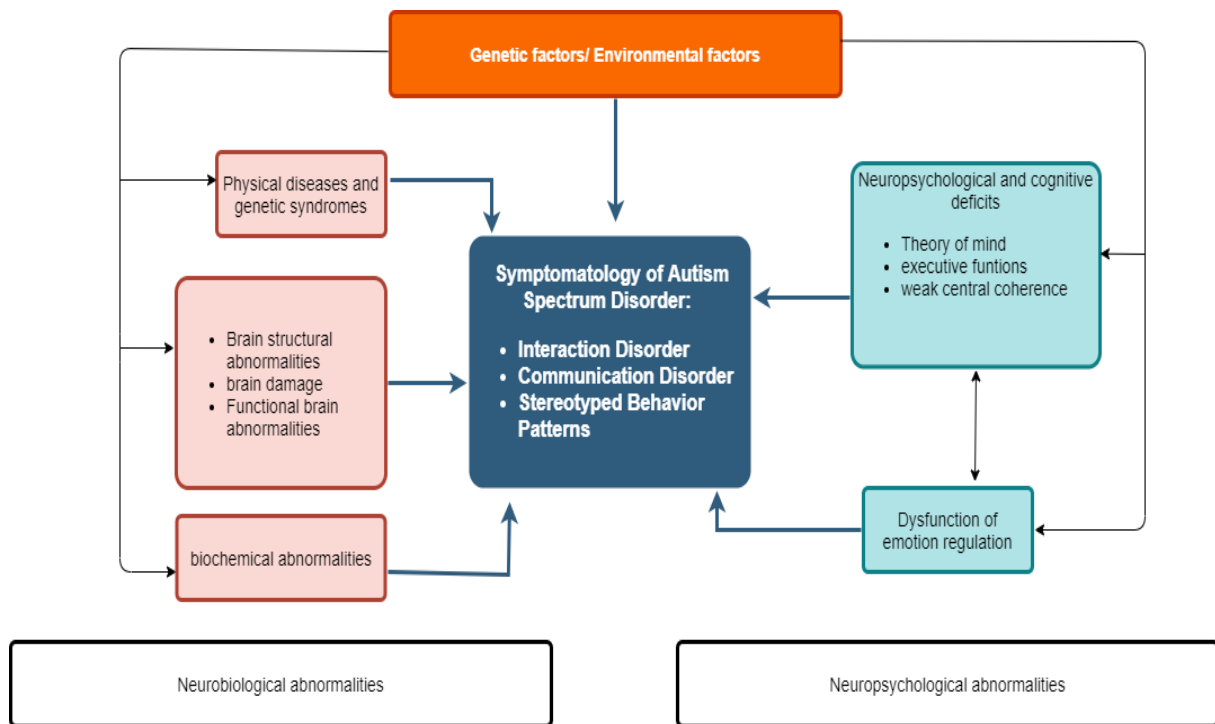 Genetic factors/ Environmental factors
Physical diseases and
genetic syndromes
Neuropsychological and cognitive
deficits
• Theory of mind
• executive funtions
• weak central coherence
Symptomatology of Autism
Spectrum Disorder:
• Interaction Disorder
• Communication Disorder
• Stereotyped Behavior
Patterns
• Brain structural
abnormalities
• brain damage
• Functional brain
abnormalities
Dysfunction of
emotion regulation
biochemical abnormalities
Neurobiological abnormalities
Neuropsychological abnormalities